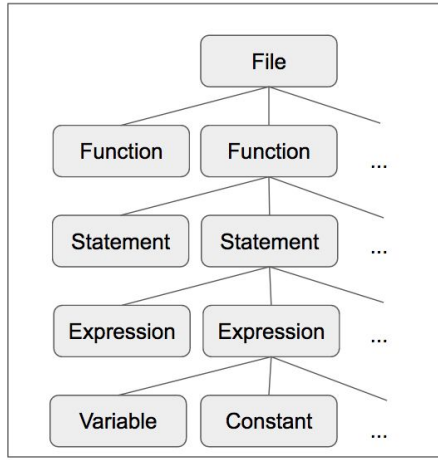 File
Function Function ...
Statement Statement ...
Expression Expression ...
Variable Constant ...